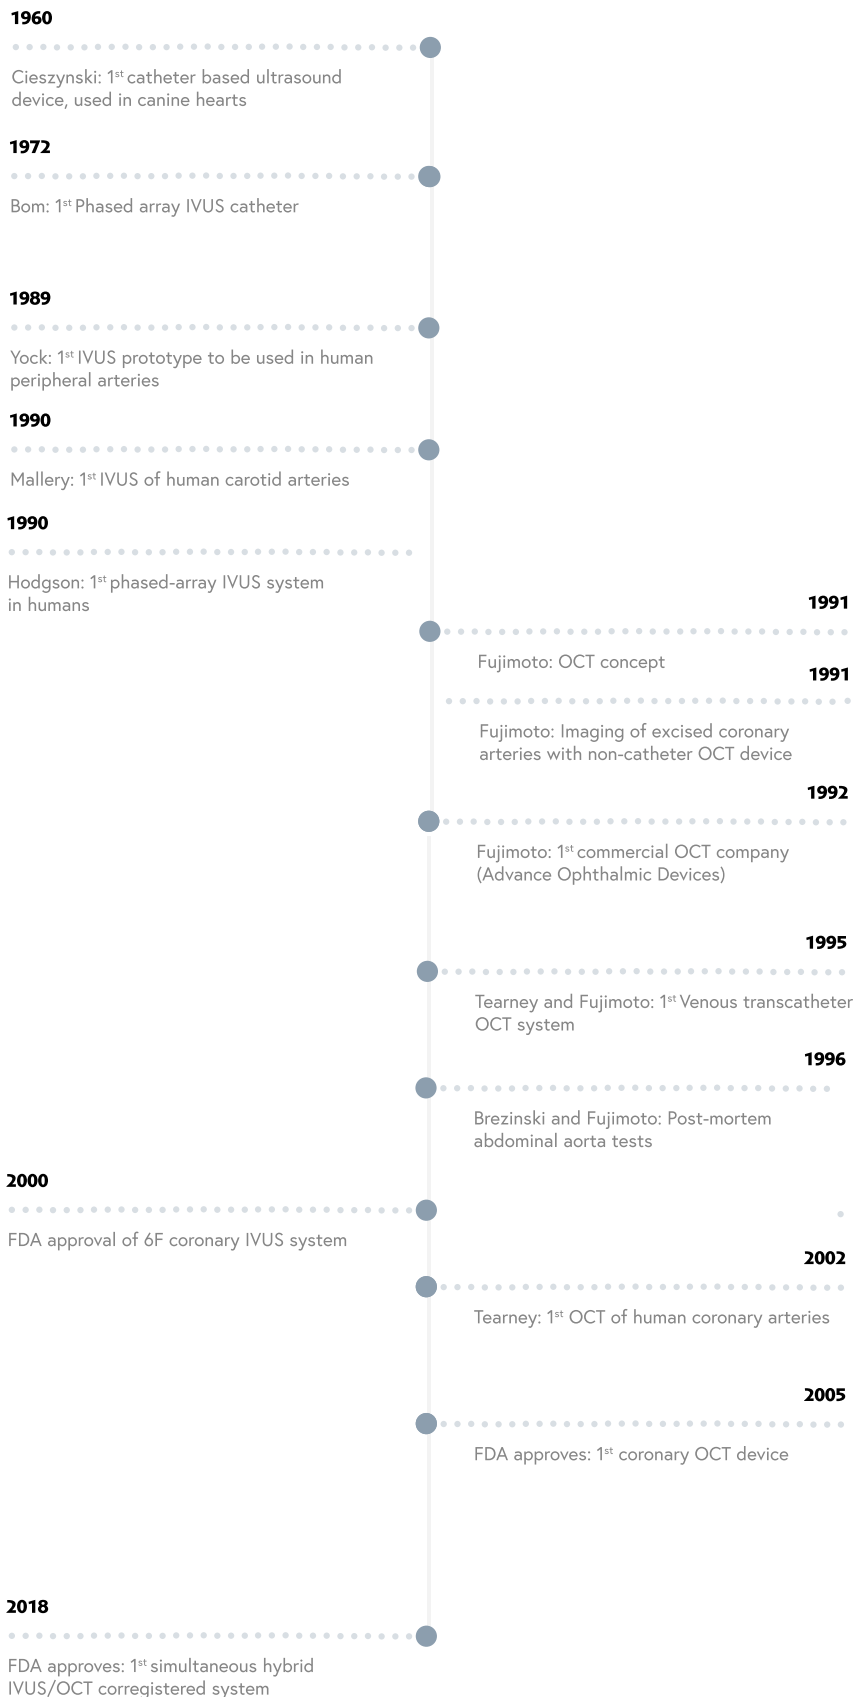 1960
Cieszynski: 1st catheter based ultrasound
device, used in canine hearts
1972
Bom: 1st Phased array IVUS catheter
1989
Yock: 1st IVUS prototype to be used in human
peripheral arteries
1990
Mallery: 1st IVUS of human carotid arteries
1990
Hodgson: 1st phased-array IVUS system
in humans
1991
Fujimoto: OCT concept
1991
Fujimoto: Imaging of excised coronary
arteries with non-catheter OCT device
1992
Fujimoto: 1st commercial OCT company
(Advance Ophthalmic Devices)
1995
Tearney and Fujimoto: 1st Venous transcatheter
OCT system
1996
Brezinski and Fujimoto: Post-mortem
abdominal aorta tests
2000
FDA approval of 6F coronary IVUS system
2002
Tearney: 1st OCT of human coronary arteries
2005
FDA approves: 1st coronary OCT device
2018
FDA approves: 1st simultaneous hybrid
IVUS/OCT corregistered system